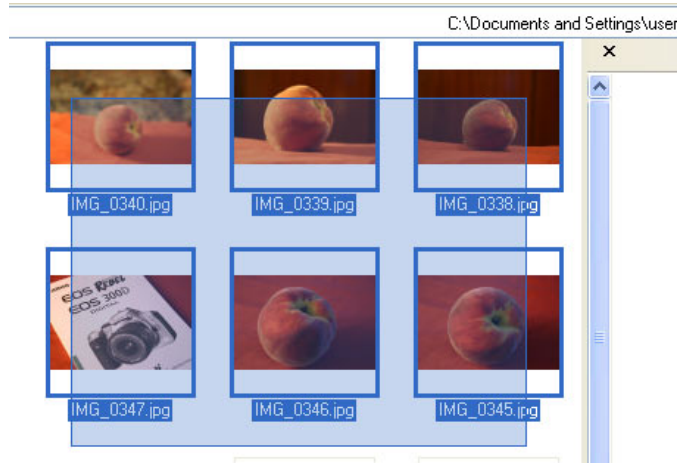 C:\Documents and Settings\user
IMG_0340.jpg
IMG_0339.jpg
IMG_0338.jpg
EOS REBEL
EOS 300D
DIGITAL
IMG_0347.jpg
IMG_0346.jpg
IMG_0345.jpg